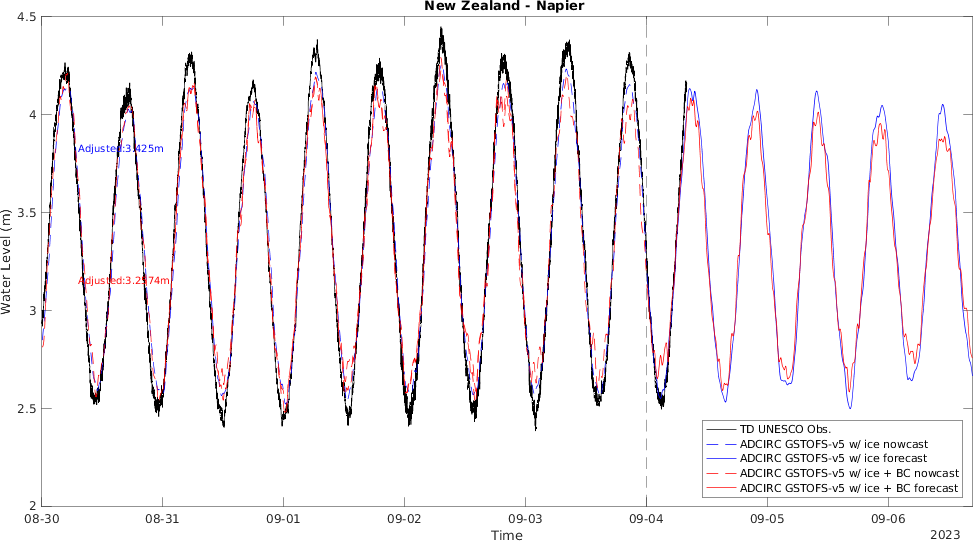 New Zealand - Napier
4.5
4
3.5
3
2.5
2
Water Level (m)
Adjusted:3.425m
Adjusted:3.2974m
TD UNESCO Obs.
ADCIRC GSTOFS-v5 w/ ice nowcast
ADCIRC GSTOFS-v5 w/ ice forecast
ADCIRC GSTOFS-v5 w/ ice + BC nowcast
ADCIRC GSTOFS-v5 w/ ice + BC forecast
08-30 08-31 09-01 09-02 09-03 09-04 09-05 09-06
Time
2023